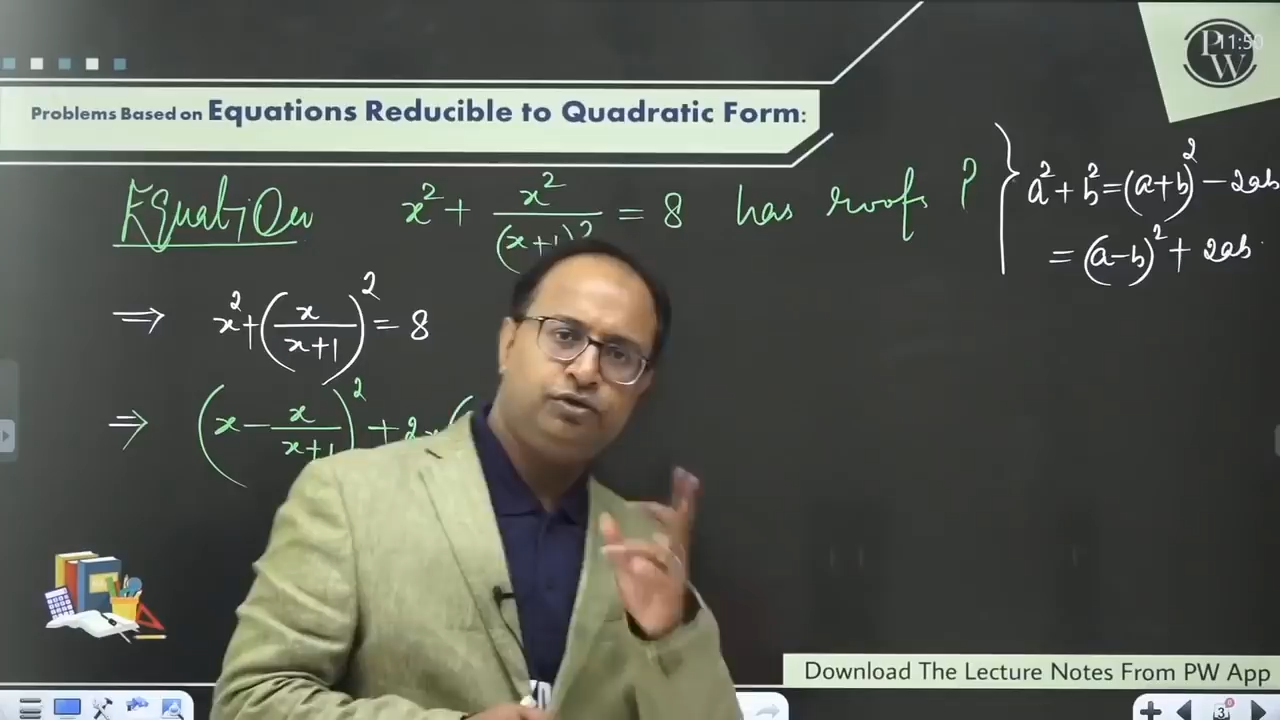 PW
11:50
Problems Based on Equations Reducible to Quadratic Form:
Equation x² + x²/(x+1)² = 8 has roots ?
a² + b² = (a+b)² - 2ab
= (a-b)² + 2ab
⇒ x² + (x/(x+1))² = 8
⇒ (x - x/(x+1))² + 2
Download The Lecture Notes From PW App
3